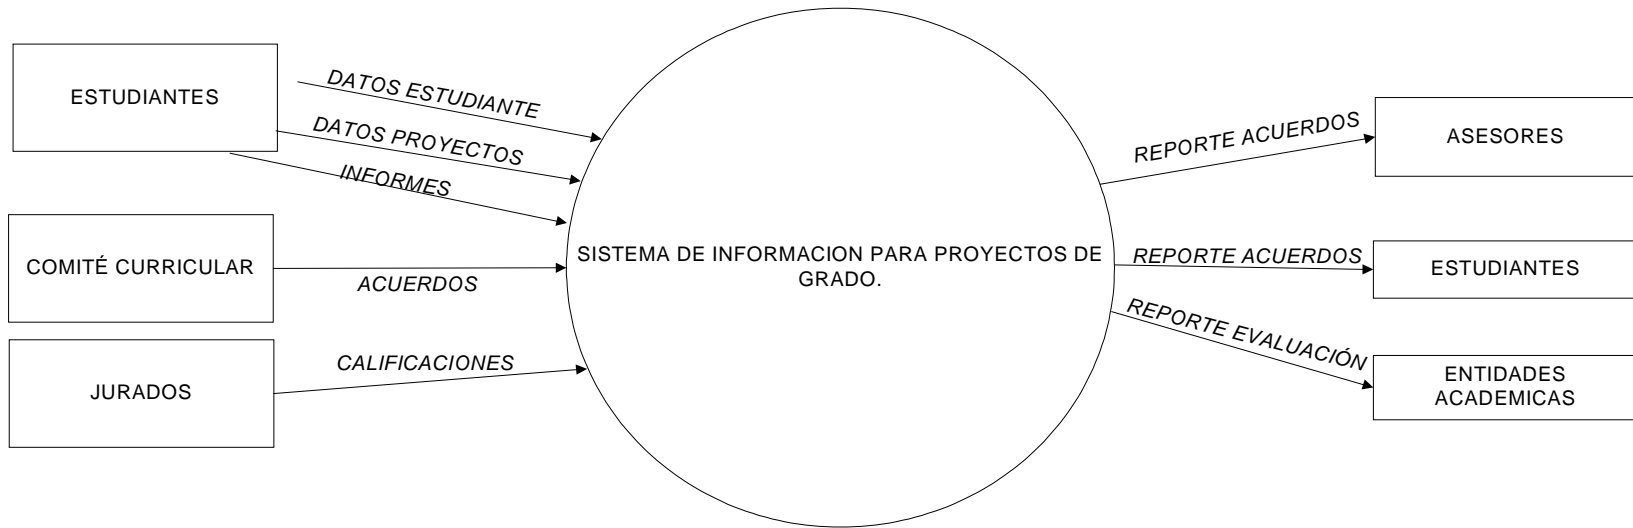 ESTUDIANTES
DATOS ESTUDIANTE
DATOS PROYECTOS
INFORMES
COMITÉ CURRICULAR
ACUERDOS
JURADOS
CALIFICACIONES
SISTEMA DE INFORMACION PARA PROYECTOS DE
GRADO.
REPORTE ACUERDOS
ASESORES
REPORTE ACUERDOS
ESTUDIANTES
REPORTE EVALUACIÓN
ENTIDADES
ACADEMICAS